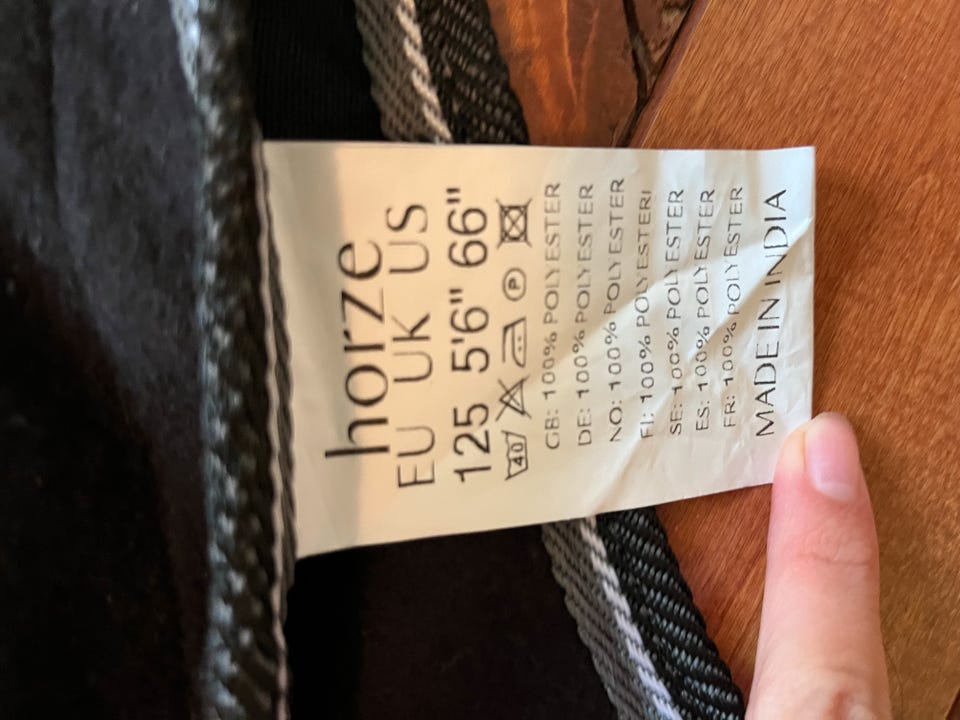 horze
EU UK US
125 5'6" 66"
40 P
GB: 100% POLYESTER
DE: 100% POLYESTER
NO: 100% POLYESTER
FI: 100% POLYESTERI
SE: 100% POLYESTER
ES: 100% POLYESTER
FR: 100% POLYESTER
MADE IN INDIA